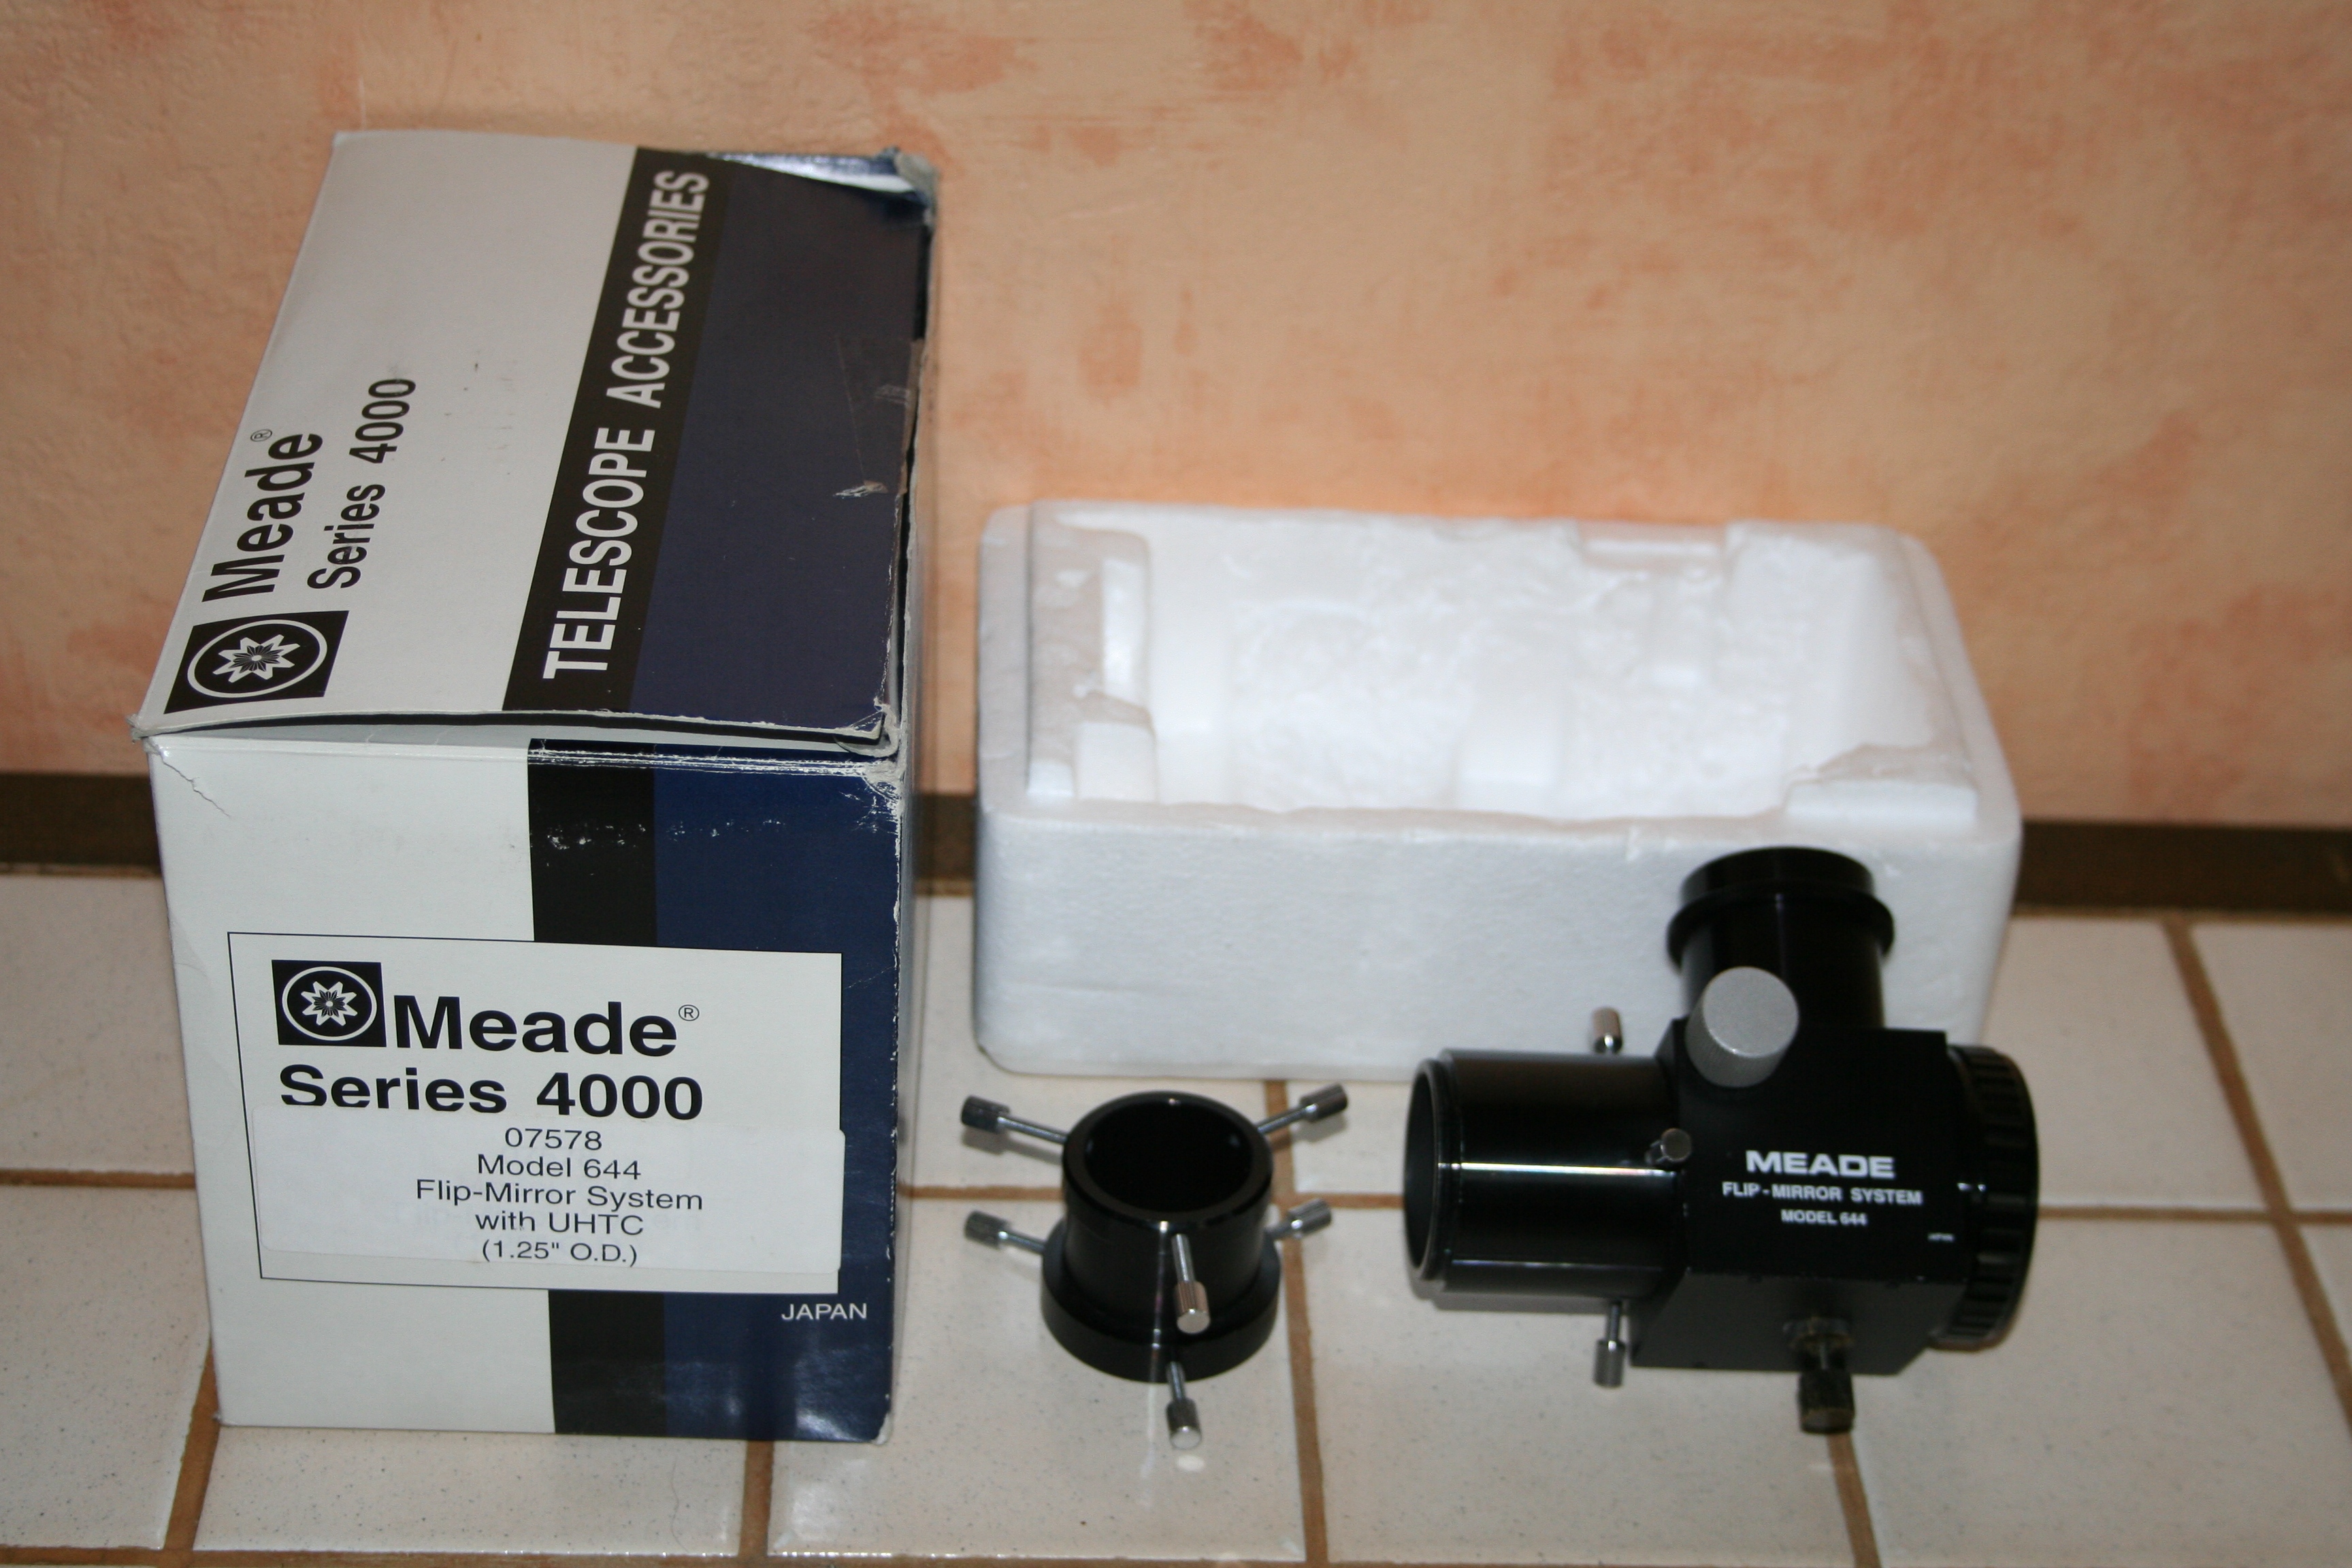 Meade®
Series 4000
TELESCOPE ACCESSORIES
Meade®
Series 4000
07578
Model 644
Flip-Mirror System
with UHTC
(1.25" O.D.)
JAPAN
MEADE
FLIP-MIRROR SYSTEM
MODEL 644